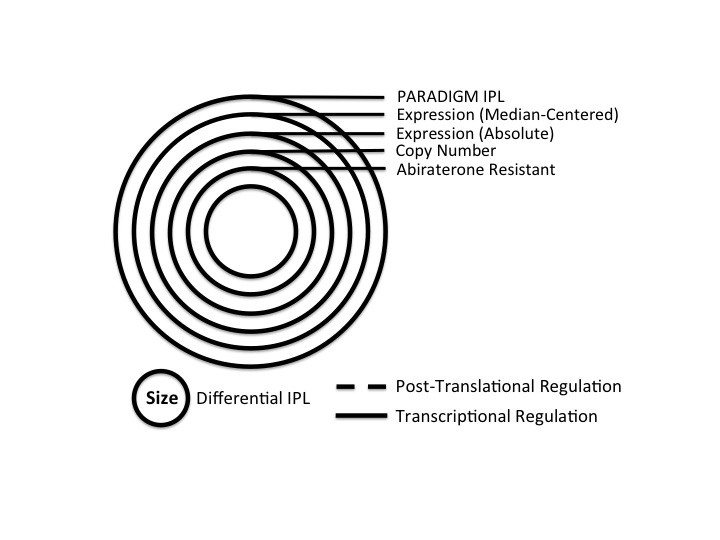 PARADIGM IPL
Expression (Median-Centered)
Expression (Absolute)
Copy Number
Abiraterone Resistant
Size Differential IPL
Post-Translational Regulation
Transcriptional Regulation